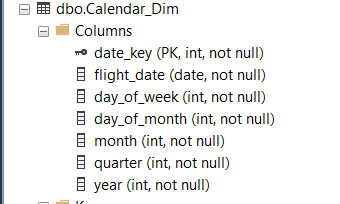 dbo.Calendar_Dim
Columns
date_key (PK, int, not null)
flight_date (date, not null)
day_of_week (int, not null)
day_of_month (int, not null)
month (int, not null)
quarter (int, not null)
year (int, not null)